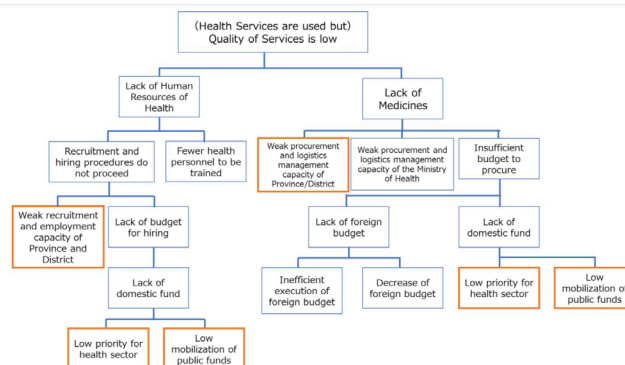 (Health Services are used but)
Quality of Services is low
Lack of Human
Resources of
Health
Lack of
Medicines
Recruitment and
hiring procedures do
not proceed
Fewer health
personnel to be
trained
Weak procurement
and logistics
management
capacity of
Province/District
Weak procurement and
logistics management
capacity of the Ministry
of Health
Insufficient
budget to
procure
Weak recruitment
and employment
capacity of
Province and
District
Lack of budget
for hiring
Lack of foreign
budget
Lack of
domestic fund
Lack of
domestic fund
Inefficient
execution of
foreign budget
Decrease of
foreign budget
Low priority for
health sector
Low
mobilization of
public funds
Low priority for
health sector
Low
mobilization of
public funds